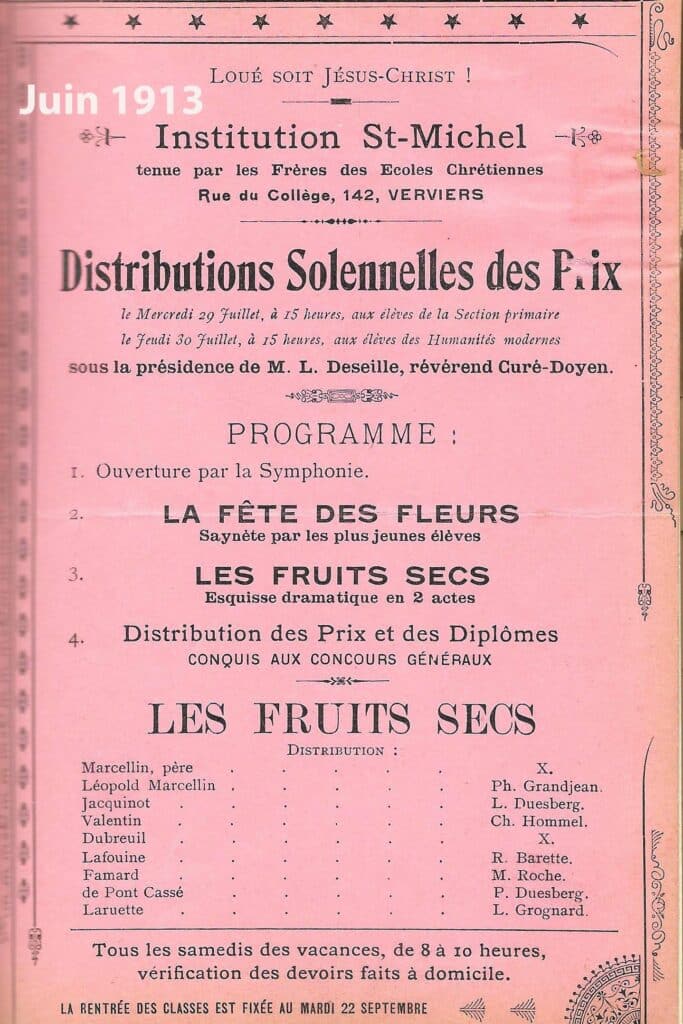 Loué soit Jésus-Christ !
Juin 1913
Institution St-Michel
tenue par les Frères des Ecoles Chrétiennes
Rue du Collège, 142, VERVIERS
Distributions Solennelles des Prix
le Mercredi 29 Juillet, à 15 heures, aux élèves de la Section primaire
le Jeudi 30 Juillet, à 15 heures, aux élèves des Humanités modernes
sous la présidence de M. L. Deseille, révérend Curé-Doyen.
PROGRAMME :
1. Ouverture par la Symphonie.
2. LA FÊTE DES FLEURS
Saynète par les plus jeunes élèves
3. LES FRUITS SECS
Esquisse dramatique en 2 actes
4. Distribution des Prix et des Diplômes
CONQUIS AUX CONCOURS GÉNÉRAUX
LES FRUITS SECS
Distribution :
Marcellin, père . . . . . X.
Léopold Marcellin . . . . . Ph. Grandjean.
Jacquinot . . . . . . L. Duesberg.
Valentin . . . . . . Ch. Hommel.
Dubreuil . . . . . . X.
Lafouine . . . . . . R. Barette.
Famard . . . . . . M. Roche.
de Pont Cassé . . . . . P. Duesberg.
Laruette . . . . . . L. Grognard.
Tous les samedis des vacances, de 8 à 10 heures,
vérification des devoirs faits à domicile.
LA RENTRÉE DES CLASSES EST FIXÉE AU MARDI 22 SEPTEMBRE